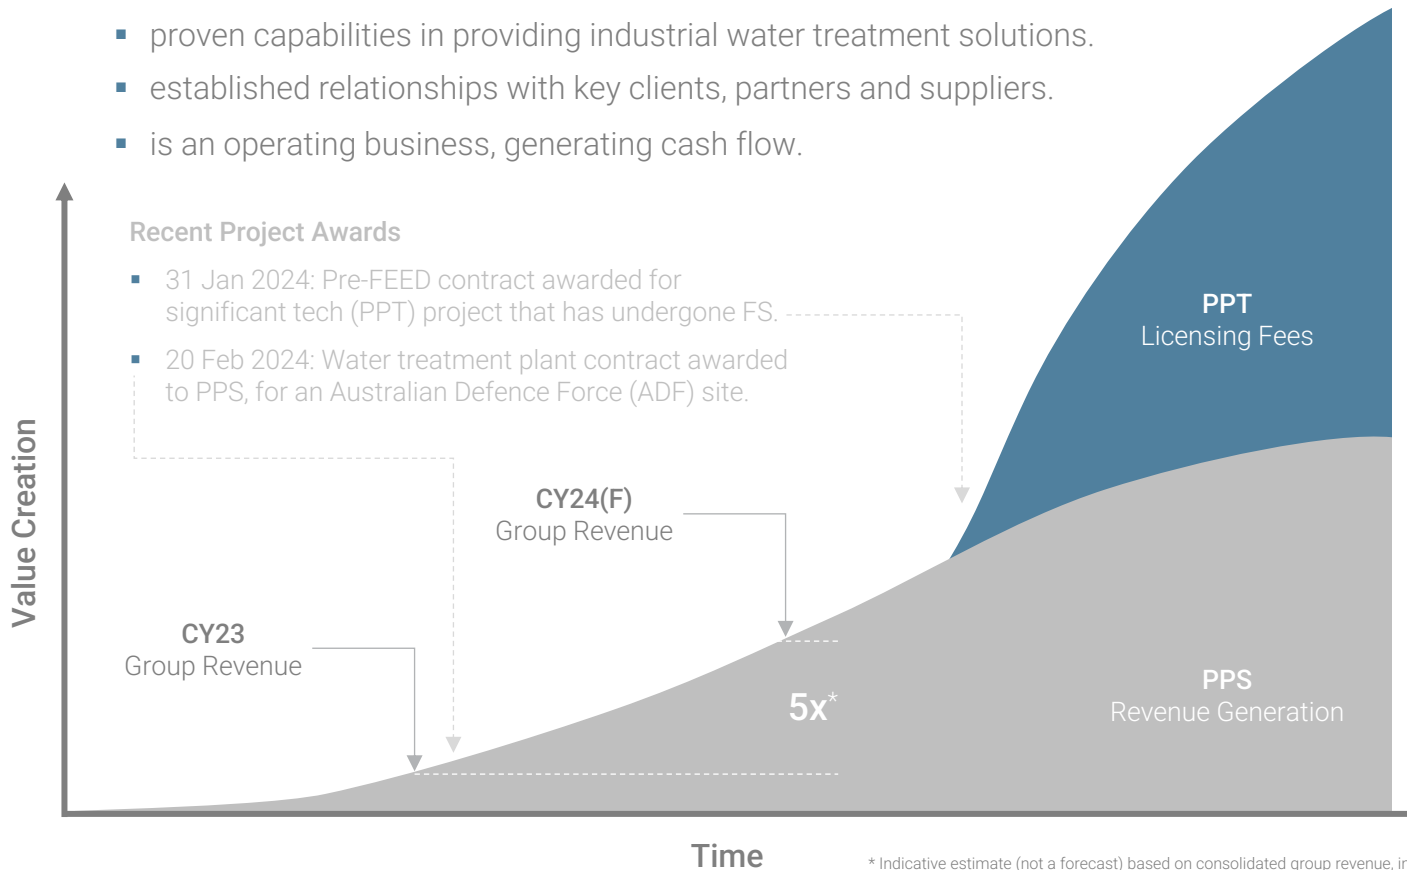 ▪ proven capabilities in providing industrial water treatment solutions.
▪ established relationships with key clients, partners and suppliers.
▪ is an operating business, generating cash flow.
Recent Project Awards
▪ 31 Jan 2024: Pre-FEED contract awarded for
significant tech (PPT) project that has undergone FS.
▪ 20 Feb 2024: Water treatment plant contract awarded
to PPS, for an Australian Defence Force (ADF) site.
PPT
Licensing Fees
Value Creation
CY24(F)
Group Revenue
CY23
Group Revenue
5x*
PPS
Revenue Generation
Time
* Indicative estimate (not a forecast) based on consolidated group revenue,